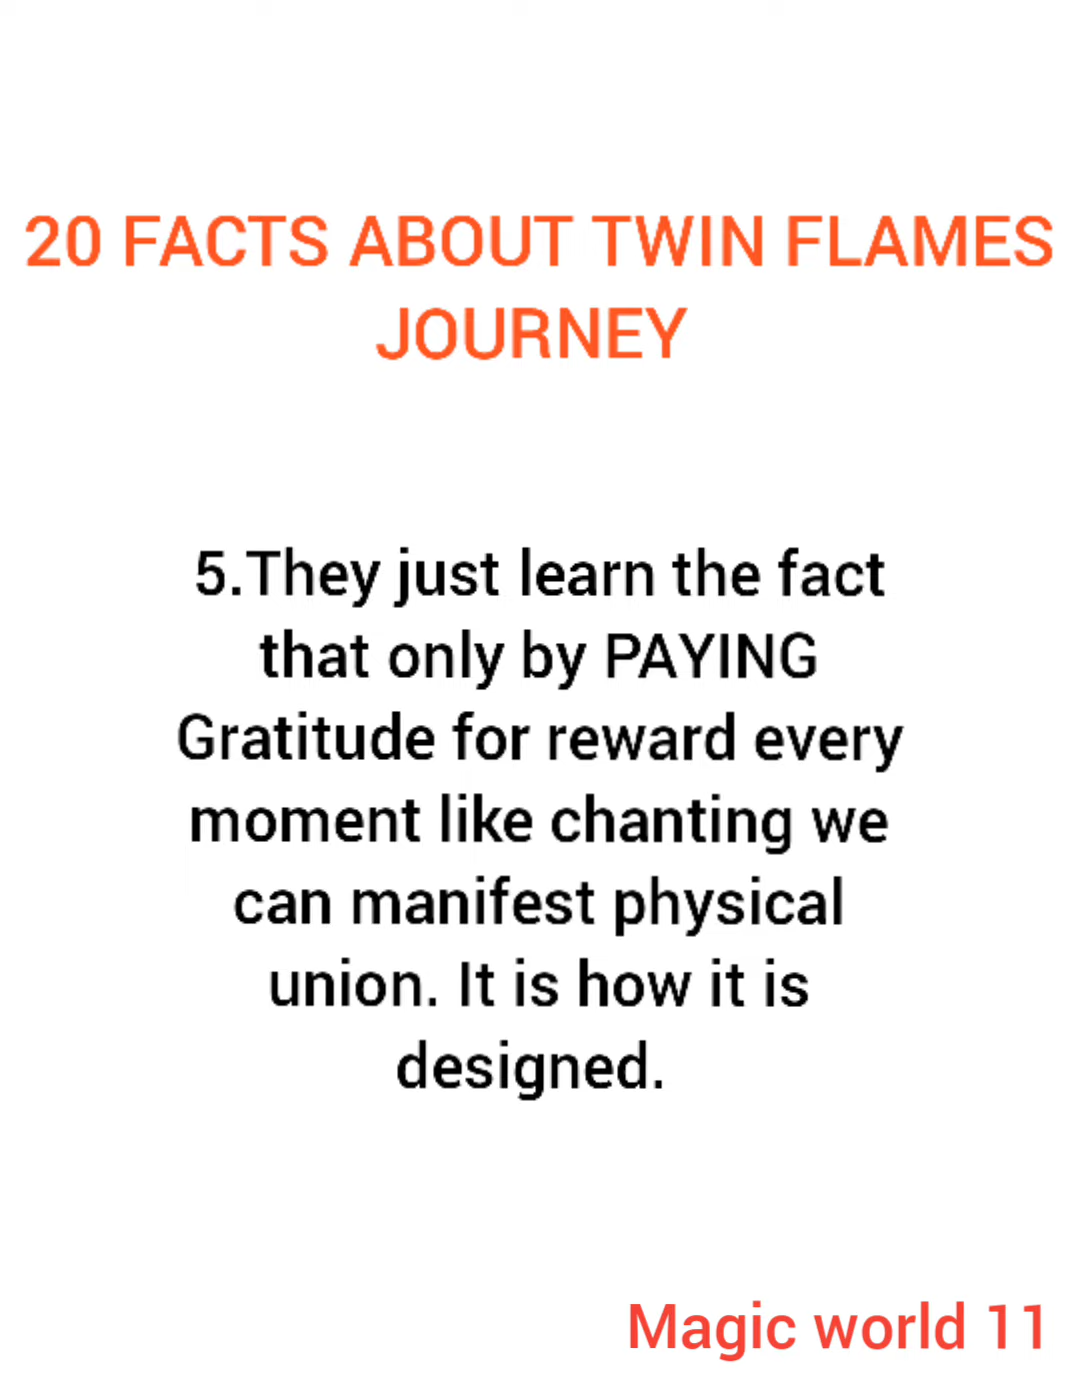 20 FACTS ABOUT TWIN FLAMES
JOURNEY
5.They just learn the fact
that only by PAYING
Gratitude for reward every
moment like chanting we
can manifest physical
union. It is how it is
designed.
Magic world 11